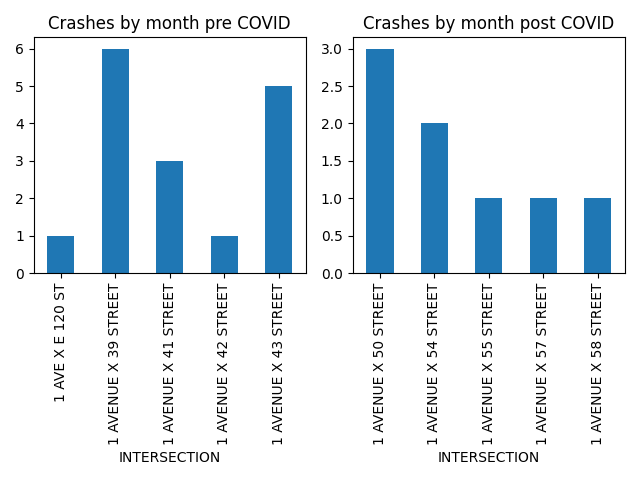 Crashes by month pre COVID
6
5
4
3
2
1
0
1 AVE X E 120 ST
1 AVENUE X 39 STREET
1 AVENUE X 41 STREET
1 AVENUE X 42 STREET
1 AVENUE X 43 STREET
INTERSECTION
Crashes by month post COVID
3.0
2.5
2.0
1.5
1.0
0.5
0.0
1 AVENUE X 50 STREET
1 AVENUE X 54 STREET
1 AVENUE X 55 STREET
1 AVENUE X 57 STREET
1 AVENUE X 58 STREET
INTERSECTION